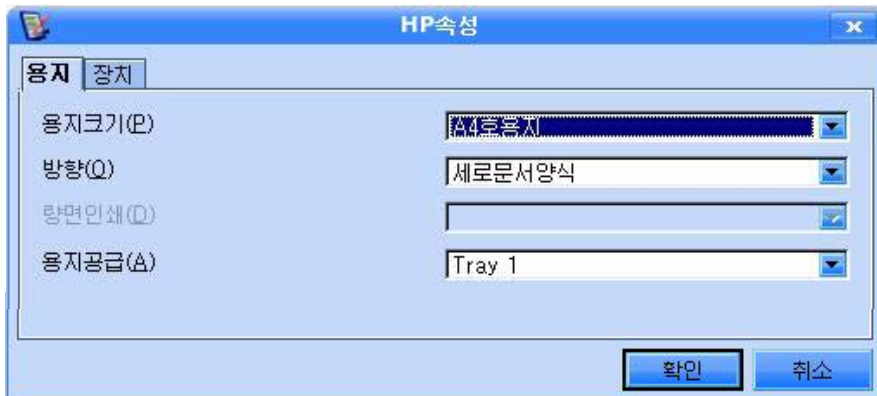 HP속성
용지 장치
용지크기(P) A4호용지
방향(O) 세로문서양식
량면인쇄(D)
용지공급(A) Tray 1
확인 취소